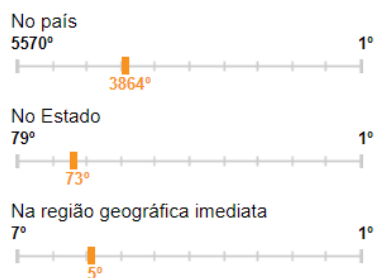 No país
5570º 1º
3864º
No Estado
79º 1º
73º
Na região geográfica imediata
7º 1º
5º